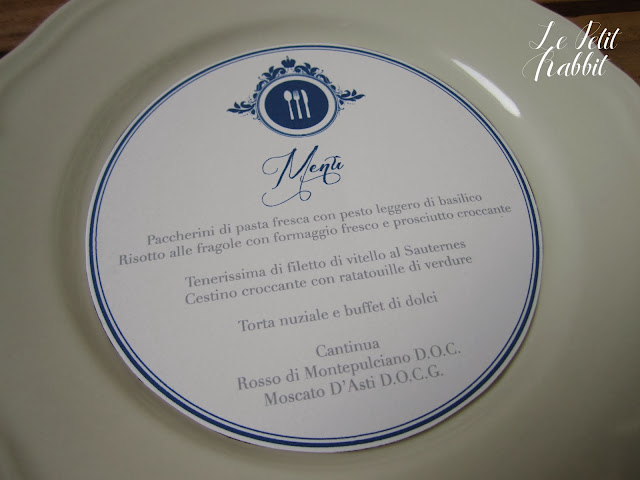 Le Petit
Rabbit
Menù
Paccherini di pasta fresca con pesto leggero di basilico
Risotto alle fragole con formaggio fresco e prosciutto croccante
Tenerissima di filetto di vitello al Sauternes
Cestino croccante con ratatouille di verdure
Torta nuziale e buffet di dolci
Cantinua
Rosso di Montepulciano D.O.C.
Moscato D'Asti D.O.C.G.